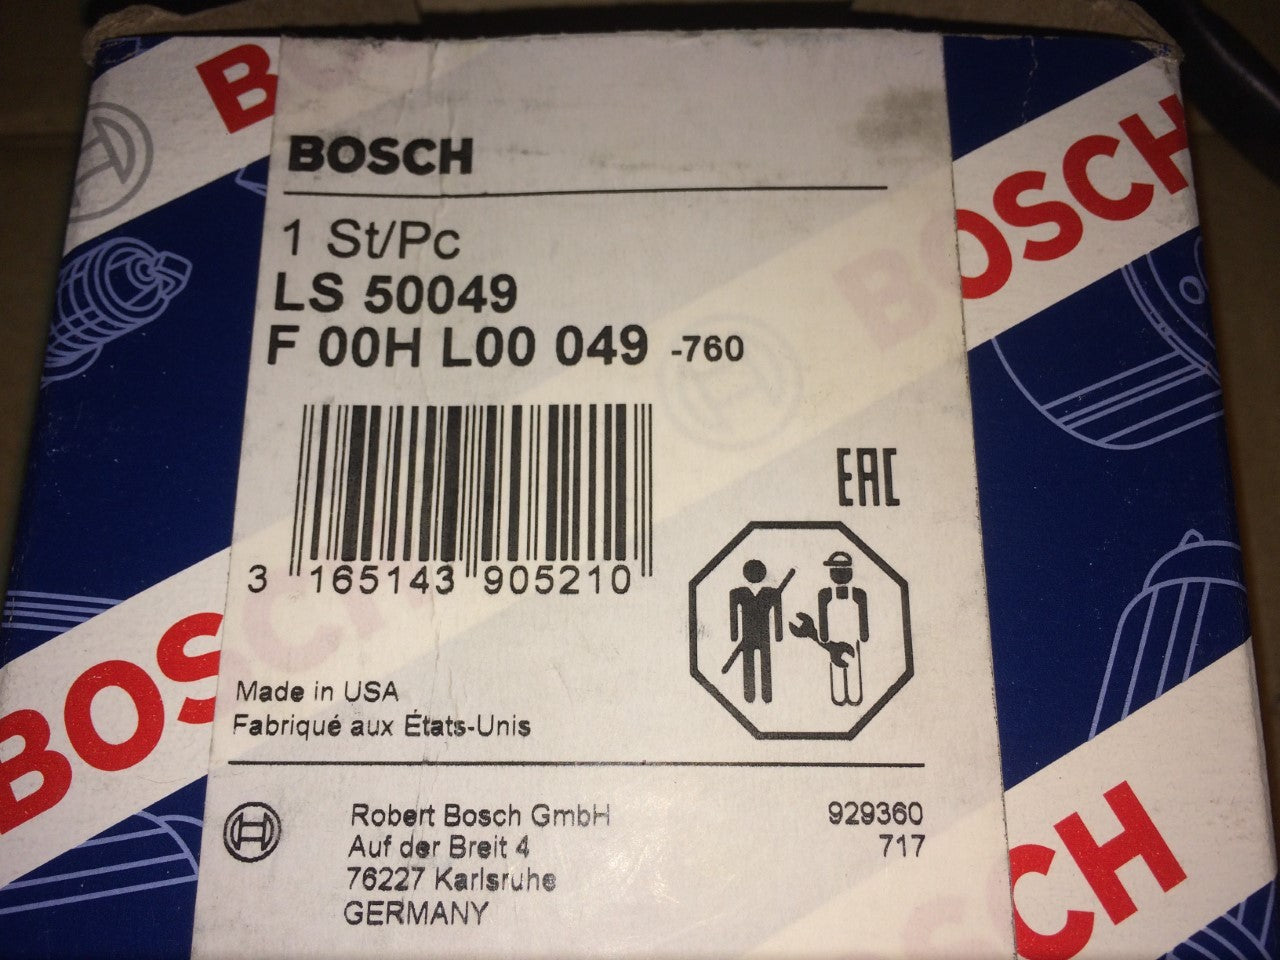 BOSCH
BOSCH
BOSCH
1 St/Pc
LS 50049
F 00H L00 049 -760
3 165143 905210
EAC
Made in USA
Fabriqué aux États-Unis
BOSCH
Robert Bosch GmbH 929360
Auf der Breit 4 717
76227 Karlsruhe
GERMANY
BOSCH